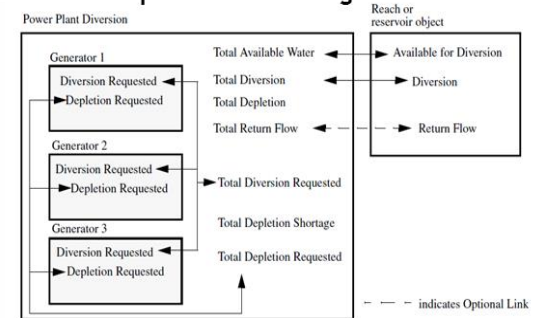 Power Plant Diversion
Reach or
reservoir object
Generator 1
Diversion Requested
Depletion Requested
Generator 2
Diversion Requested
Depletion Requested
Generator 3
Diversion Requested
Depletion Requested
Total Available Water
Total Diversion
Total Depletion
Total Return Flow
Total Diversion Requested
Total Depletion Shortage
Total Depletion Requested
Available for Diversion
Diversion
Return Flow
indicates Optional Link